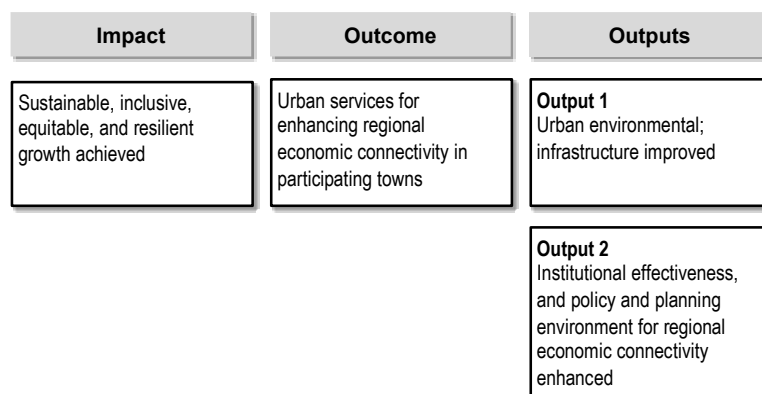 Impact
Outcome
Outputs
Sustainable, inclusive,
equitable, and resilient
growth achieved
Urban services for
enhancing regional
economic connectivity in
participating towns
Output 1
Urban environmental;
infrastructure improved
Output 2
Institutional effectiveness,
and policy and planning
environment for regional
economic connectivity
enhanced